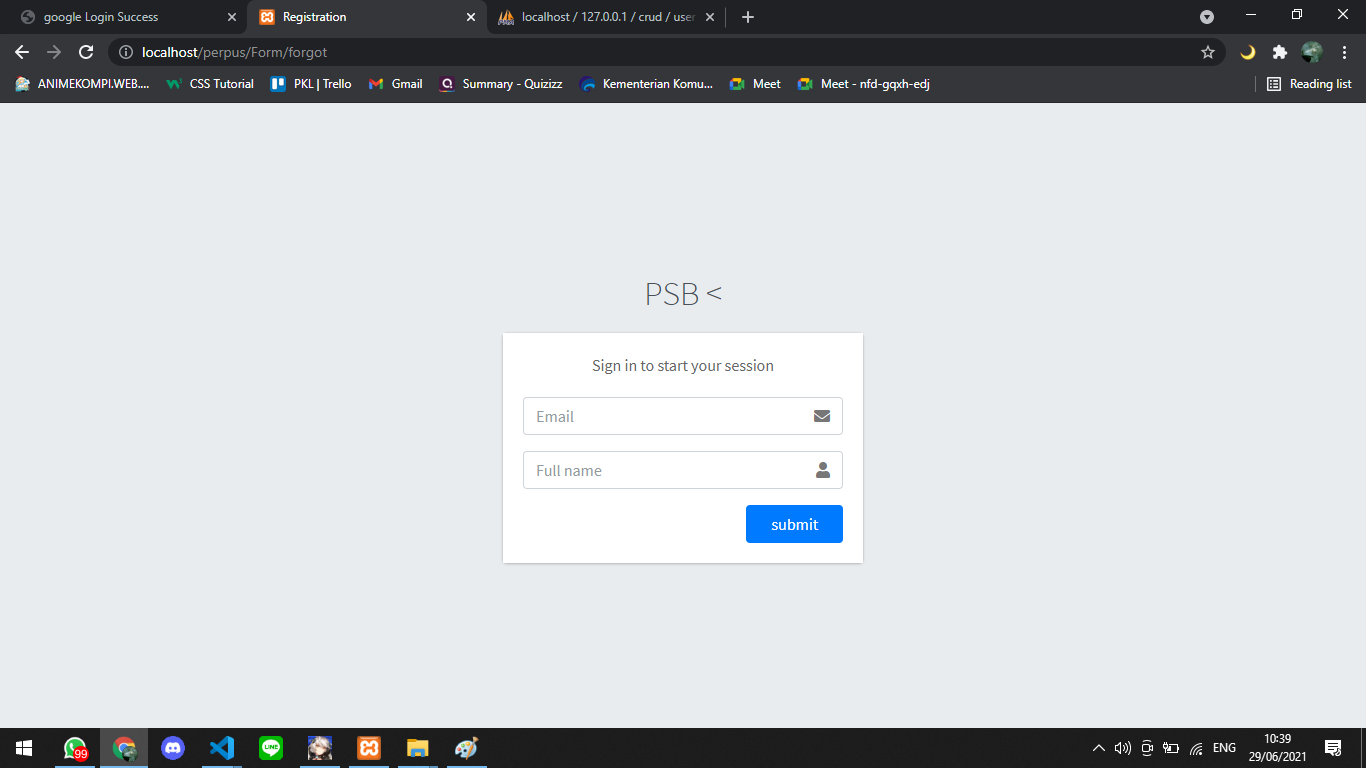 google Login Success
Registration
localhost / 127.0.0.1 / crud / user
localhost/perpus/Form/forgot
ANIMEKOMPI.WEB....
CSS Tutorial
PKL | Trello
Gmail
Summary - Quizizz
Kementerian Komu...
Meet
Meet - nfd-gqxh-edj
Reading list
PSB <
Sign in to start your session
Email
Full name
submit
99
LINE
ENG
10:39
29/06/2021